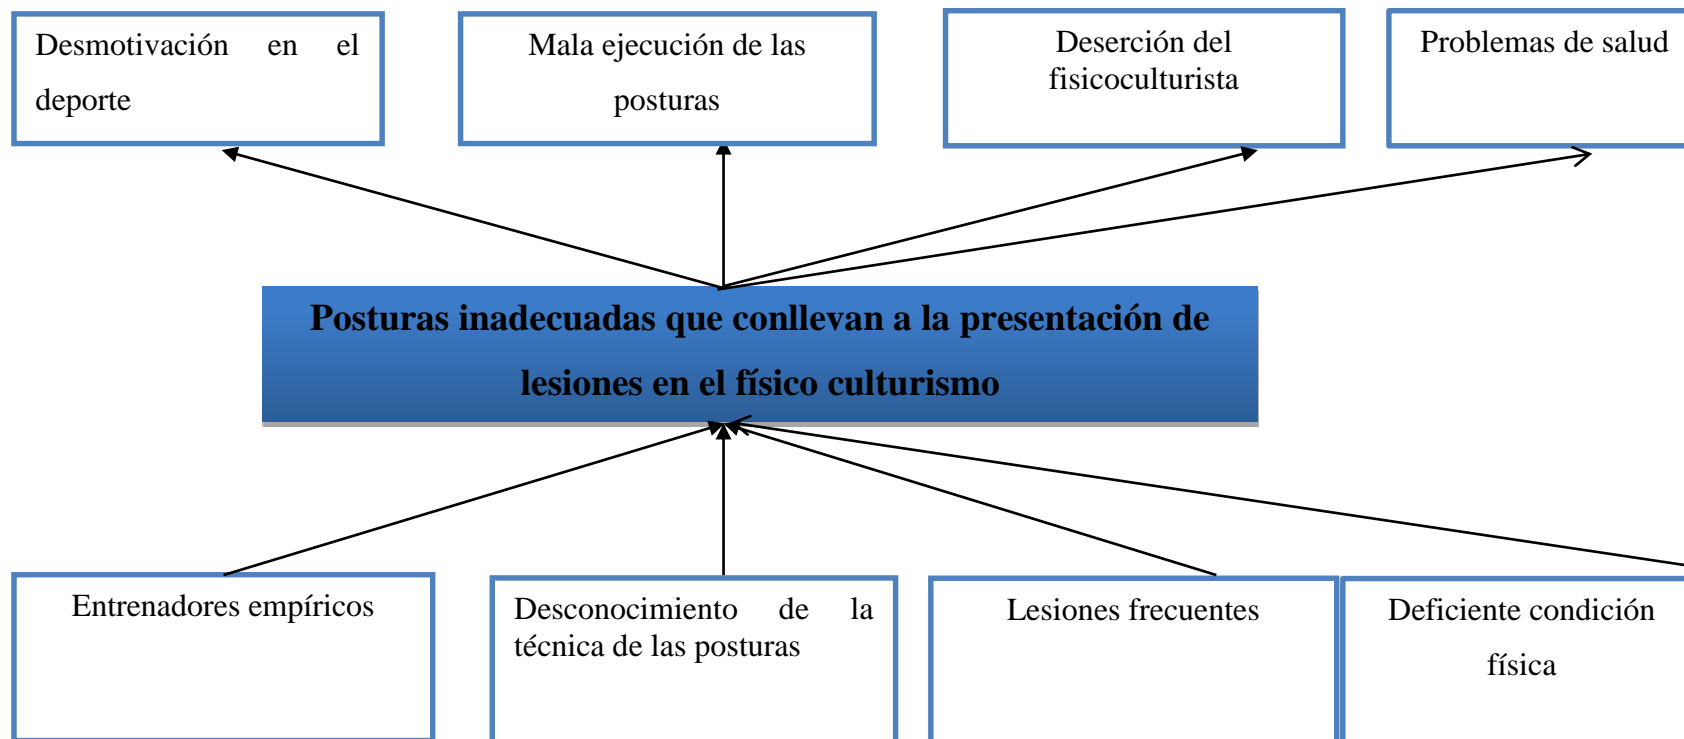 Desmotivación en el
deporte
Mala ejecución de las
posturas
Deserción del
fisicoculturista
Problemas de salud
Posturas inadecuadas que conllevan a la presentación de
lesiones en el físico culturismo
Entrenadores empíricos
Desconocimiento de la
técnica de las posturas
Lesiones frecuentes
Deficiente condición
física